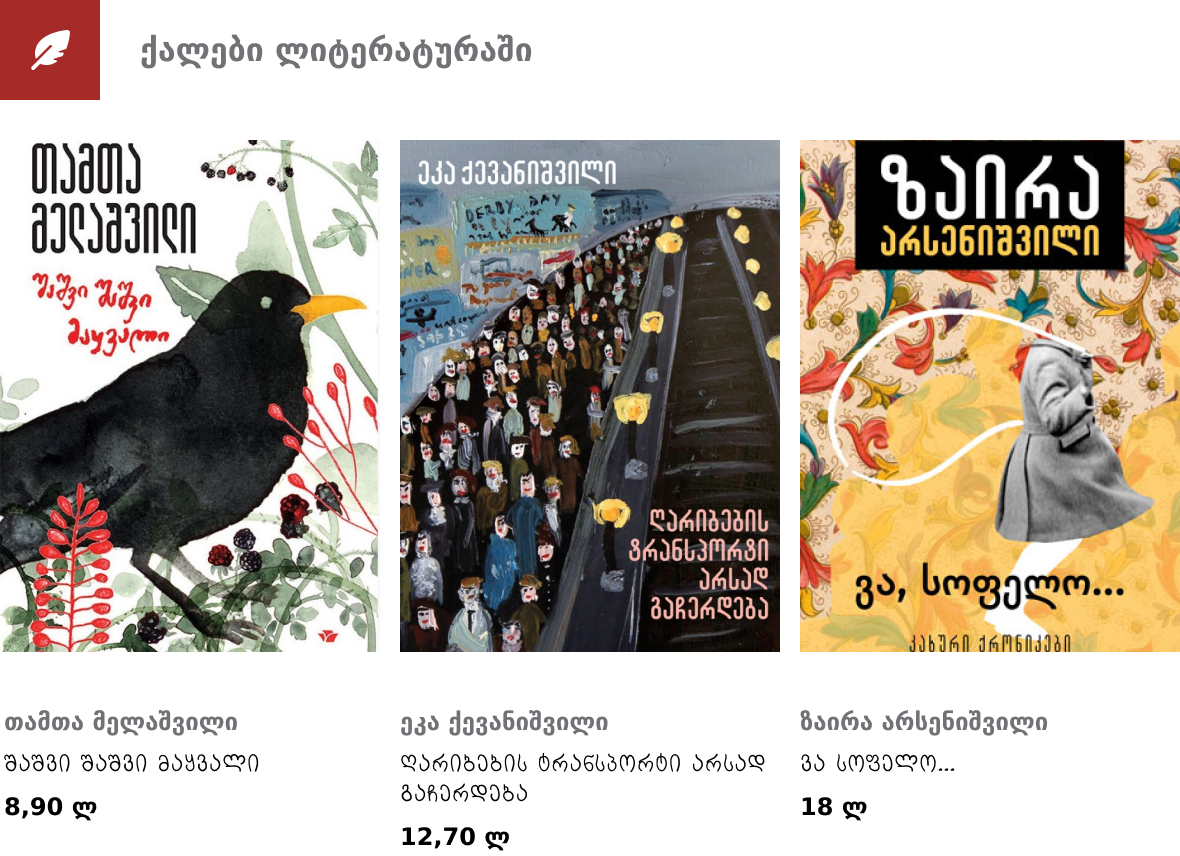 ქალები ლიტერატურაში
თამთა
მელაშვილი
შაშვი შაშვი
მაყვალი
ეკა ქევანიშვილი
DERBY DAY
ღარიბების
ტრანსპორტი
არსად
გაჩერდება
ზაირა
არსენიშვილი
ვა, სოფელო...
კახური ქრონიკები
თამთა მელაშვილი
შაშვი შაშვი მაყვალი
8,90 ლ
ეკა ქევანიშვილი
ღარიბების ტრანსპორტი არსად
გაჩერდება
12,70 ლ
ზაირა არსენიშვილი
ვა სოფელო...
18 ლ